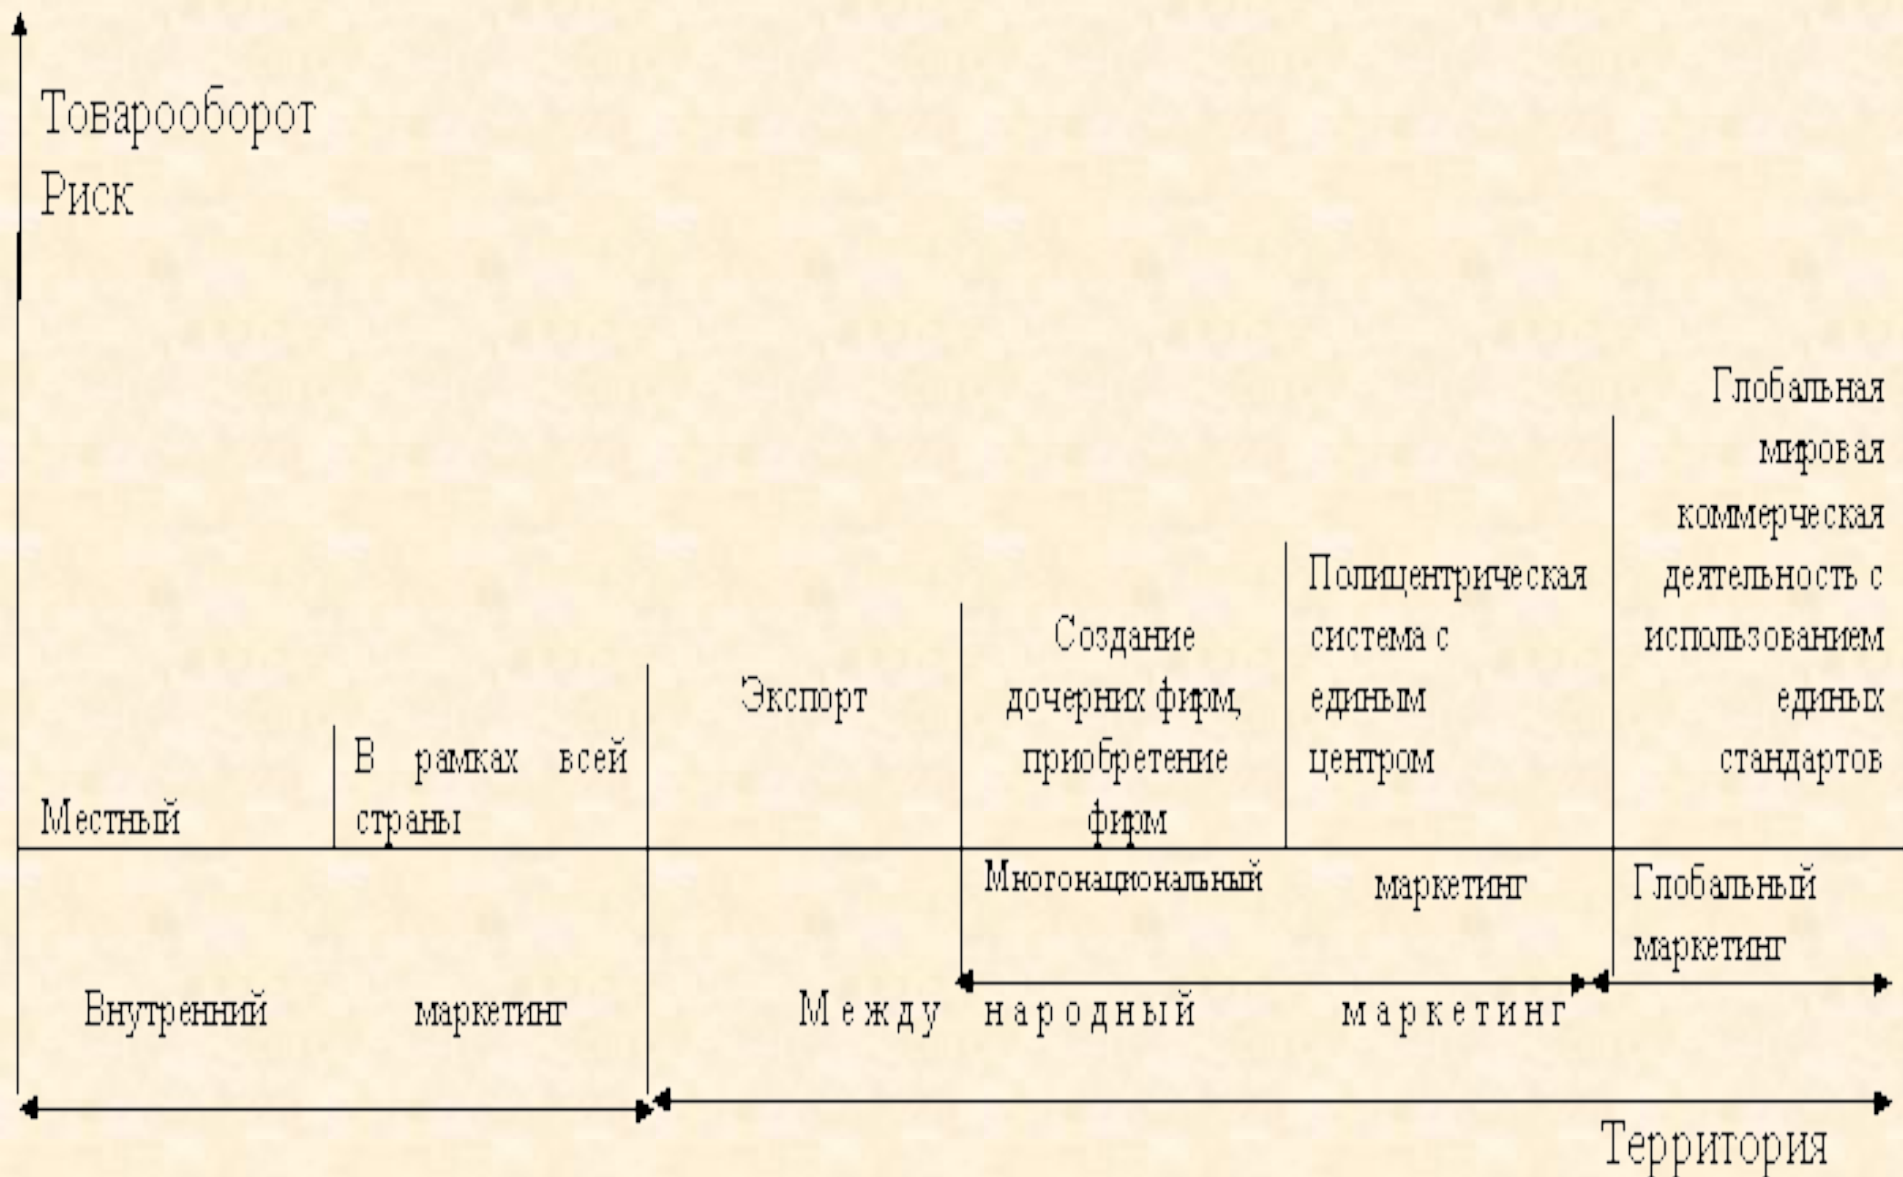 Товарооборот
Риск
Местный
В рамках всей
страны
Экспорт
Создание
дочерних фирм,
приобретение
фирм
Полицентрическая
система с
единым
центром
Глобальная
мировая
коммерческая
деятельность с
использованием
единых
стандартов
Многонациональный маркетинг
Глобальный
маркетинг
Внутренний маркетинг
Международный маркетинг
Территория